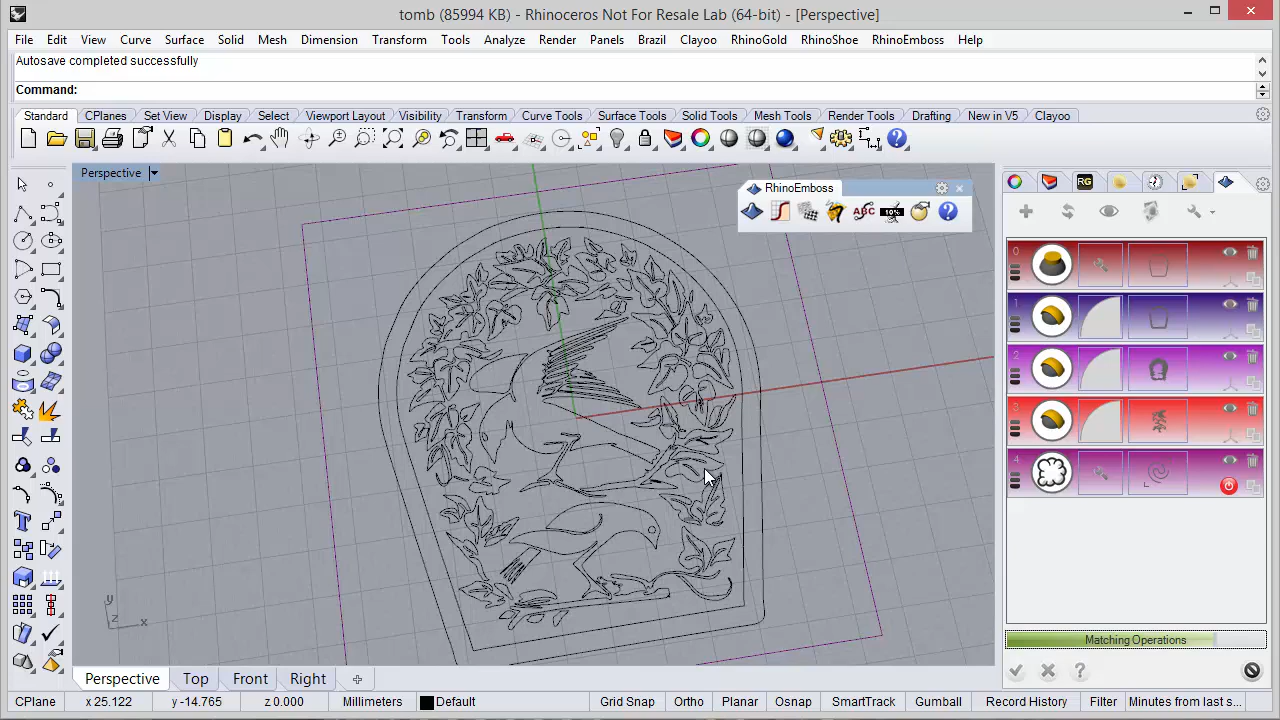 tomb (85994 KB) - Rhinoceros Not For Resale Lab (64-bit) - [Perspective]
File Edit View Curve Surface Solid Mesh Dimension Transform Tools Analyze Render Panels Brazil Clayoo RhinoGold RhinoShoe RhinoEmboss Help
Autosave completed successfully
Command:
Standard CPlanes Set View Display Select Viewport Layout Visibility Transform Curve Tools Surface Tools Solid Tools Mesh Tools Render Tools Drafting New in V5 Clayoo
Perspective
RhinoEmboss
RG
ABC
10%
0
1
2
3
4
y
z x
Matching Operations
Perspective Top Front Right
CPlane x 25.122 y -14.765 z 0.000 Millimeters Default Grid Snap Ortho Planar Osnap SmartTrack Gumball Record History Filter Minutes from last s...